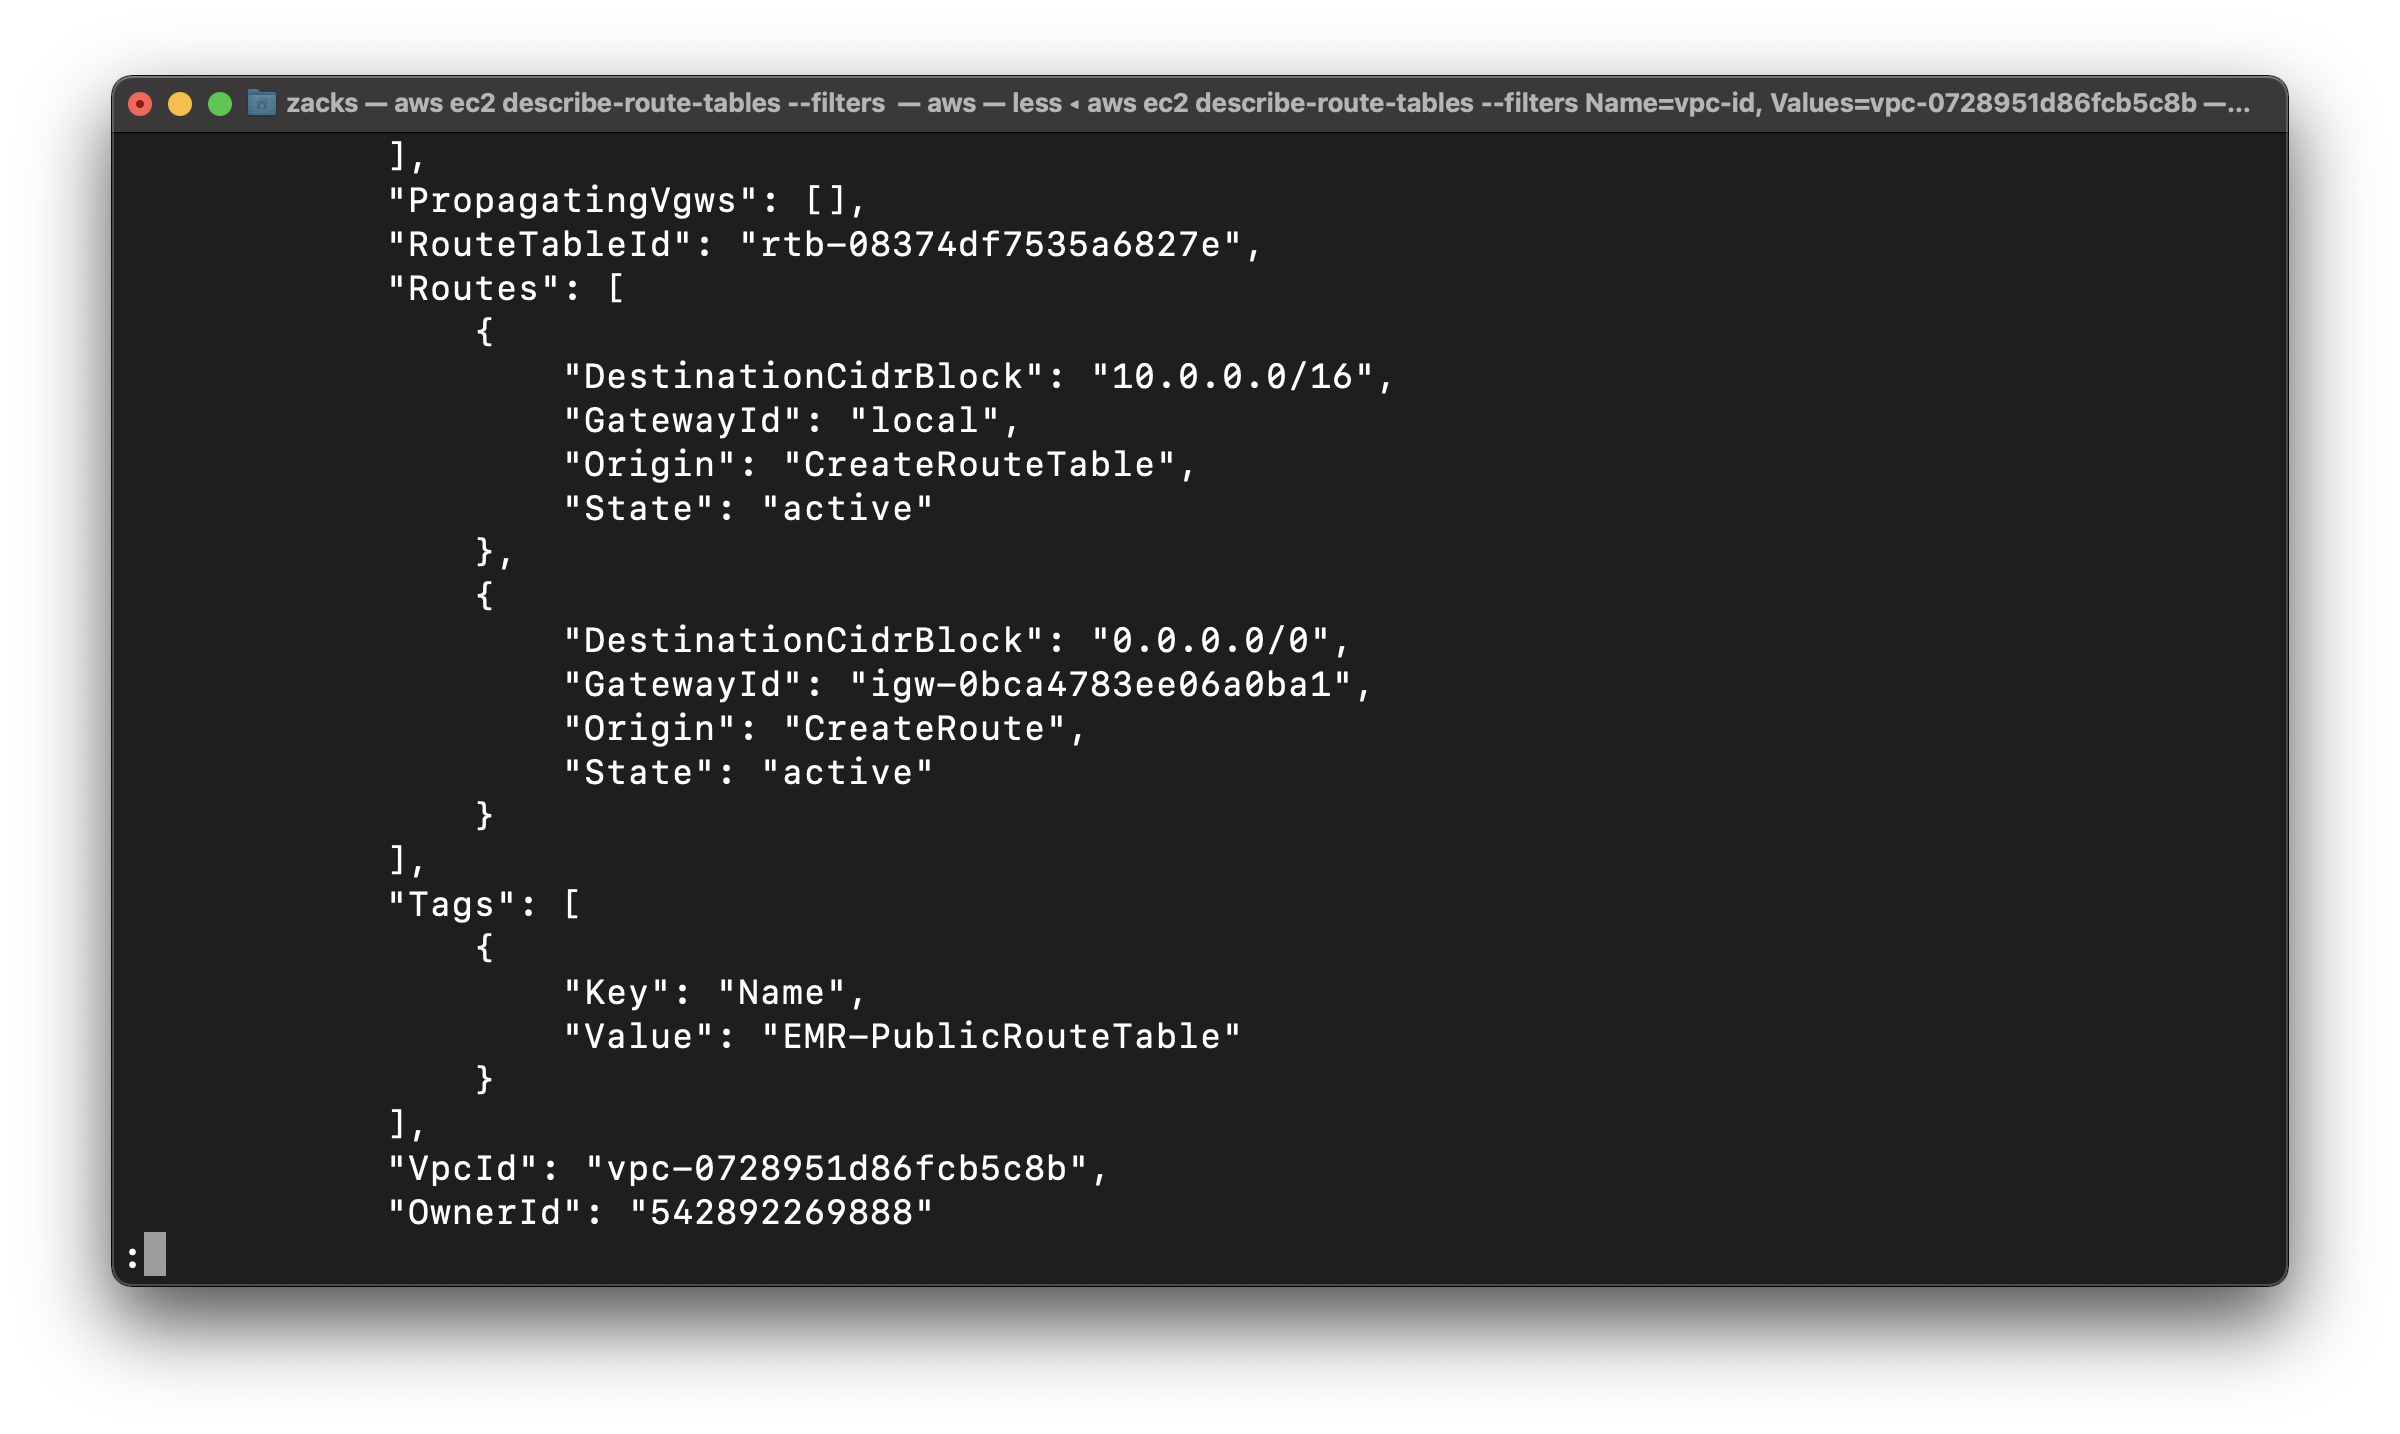 zacks — aws ec2 describe-route-tables --filters — aws — less ◂ aws ec2 describe-route-tables --filters Name=vpc-id, Values=vpc-0728951d86fcb5c8b —...
],
"PropagatingVgws": [],
"RouteTableId": "rtb-08374df7535a6827e",
"Routes": [
{
"DestinationCidrBlock": "10.0.0.0/16",
"GatewayId": "local",
"Origin": "CreateRouteTable",
"State": "active"
},
{
"DestinationCidrBlock": "0.0.0.0/0",
"GatewayId": "igw-0bca4783ee06a0ba1",
"Origin": "CreateRoute",
"State": "active"
}
],
"Tags": [
{
"Key": "Name",
"Value": "EMR-PublicRouteTable"
}
],
"VpcId": "vpc-0728951d86fcb5c8b",
"OwnerId": "542892269888"
: